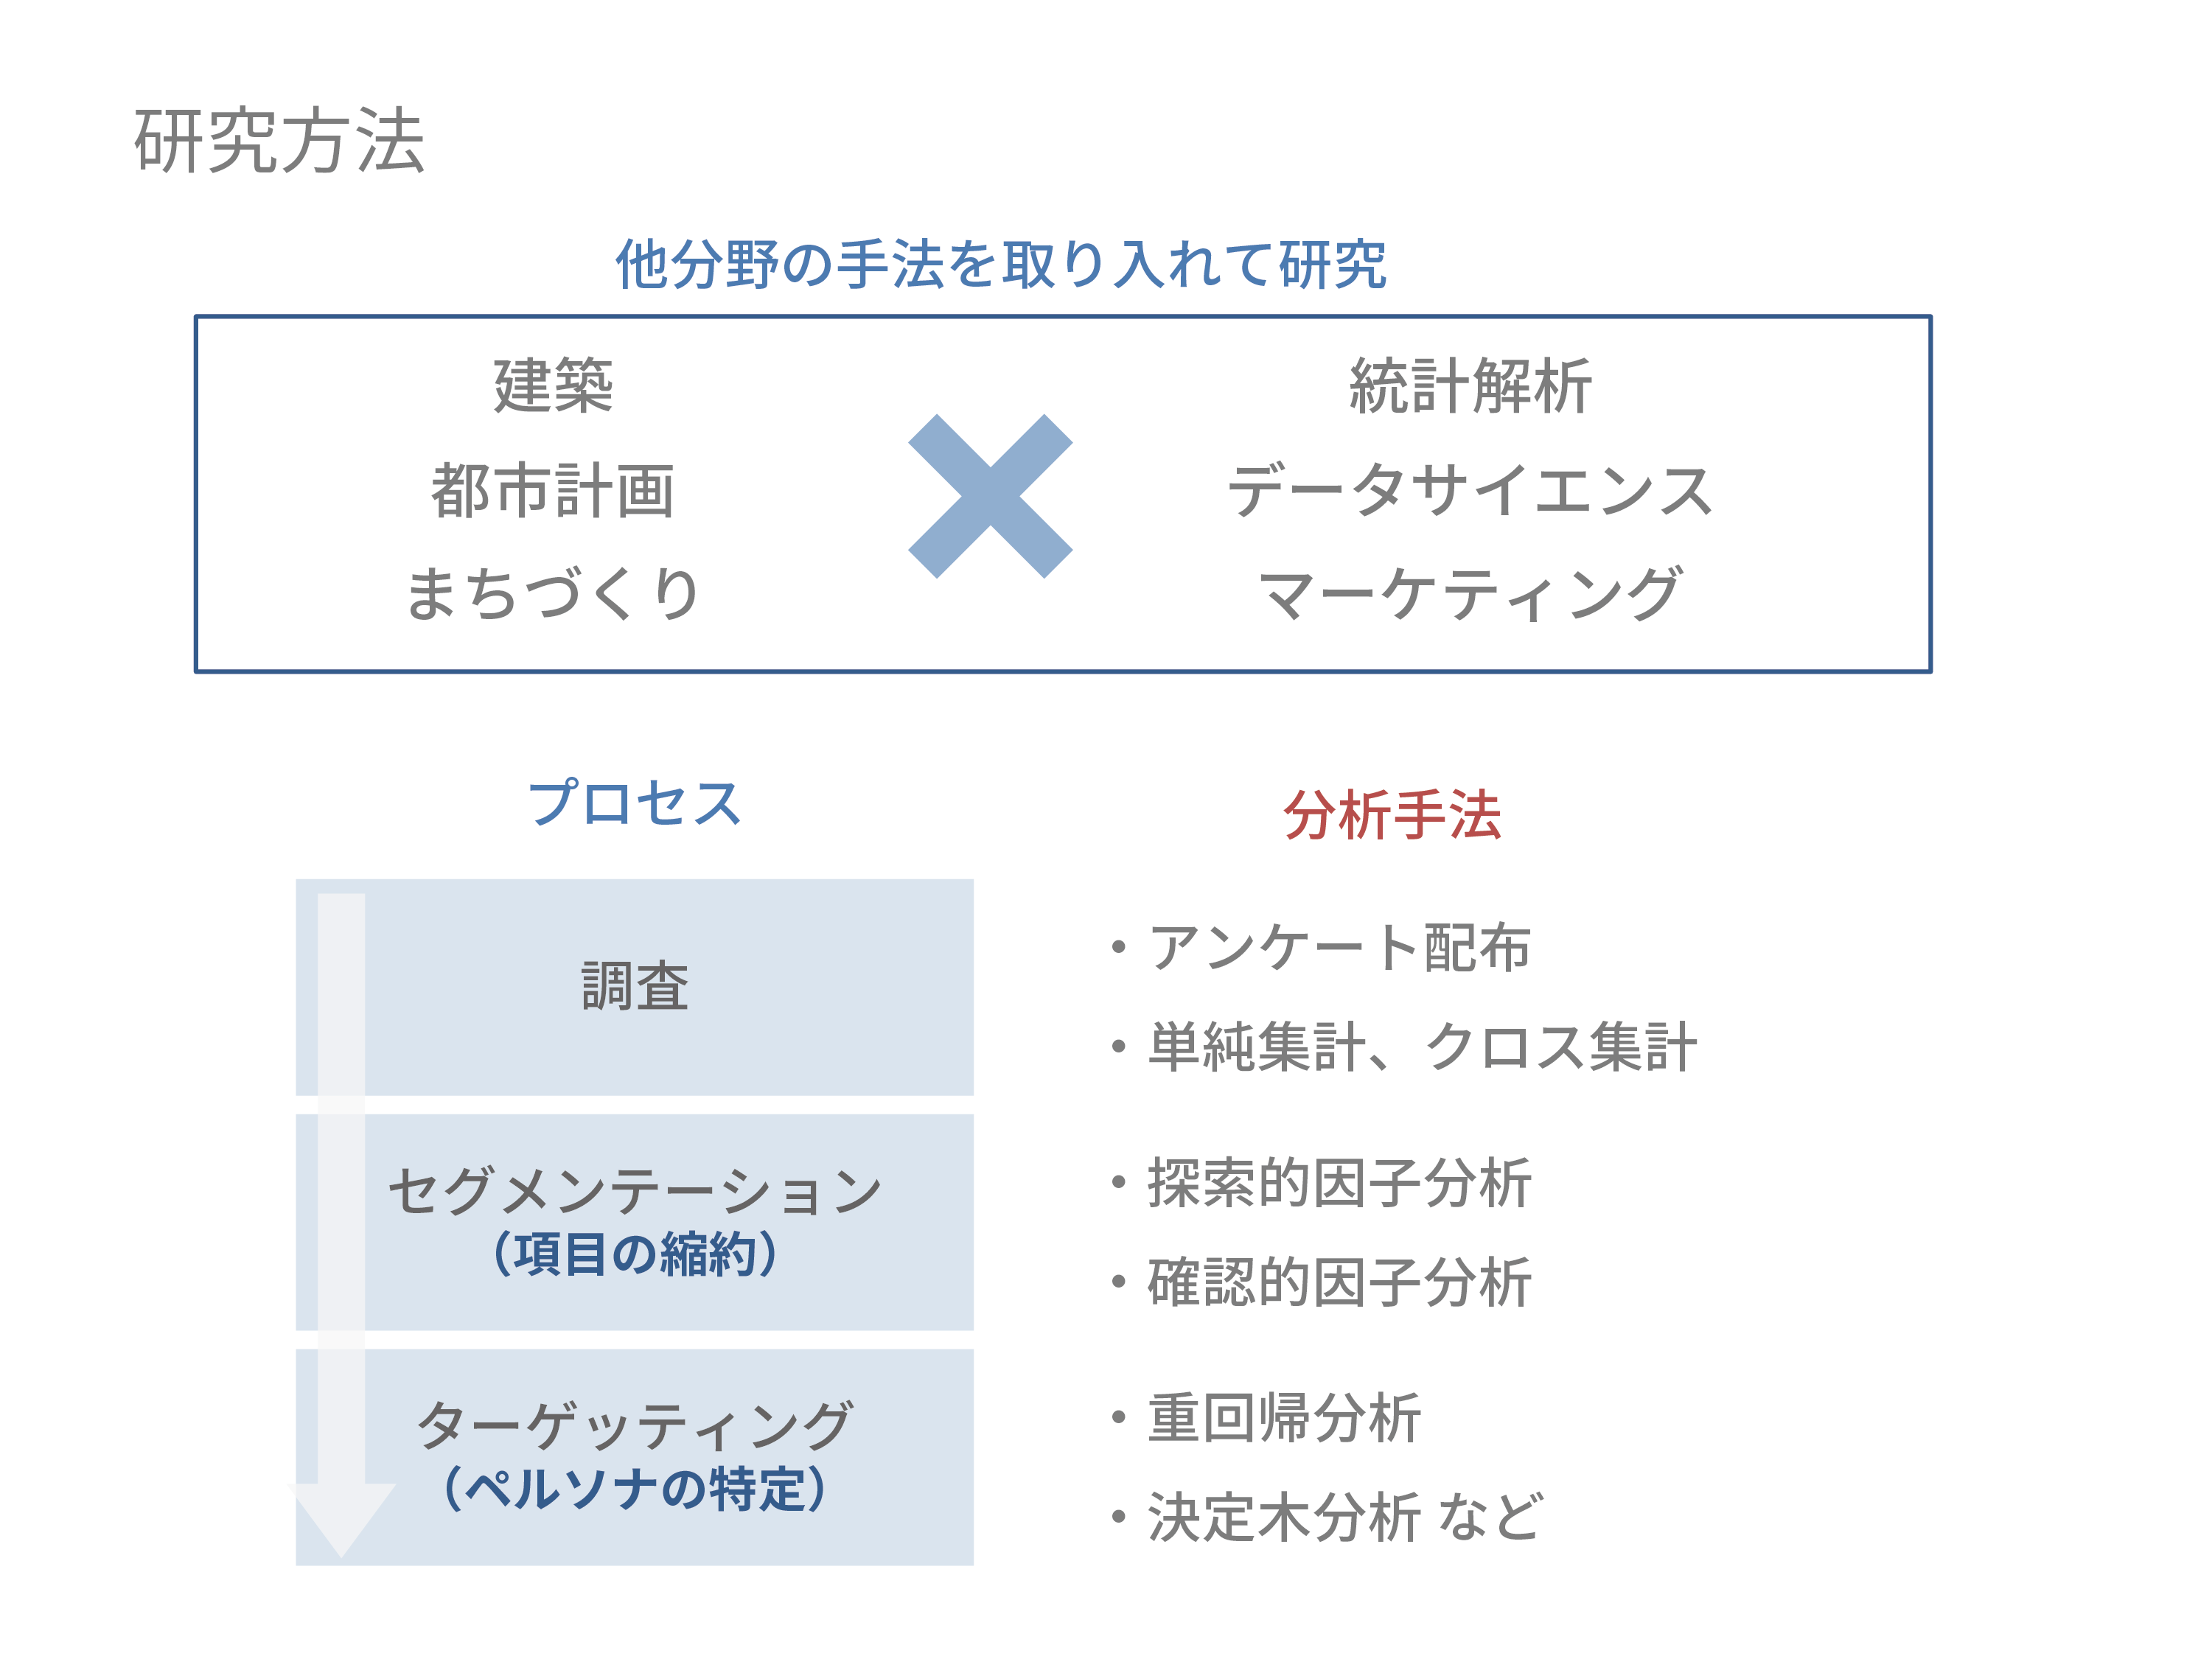 研究方法
他分野の手法を取り入れて研究
建築
都市計画
まちづくり
統計解析
データサイエンス
マーケティング
プロセス
調査
セグメンテーション
（項目の縮約）
ターゲッティング
（ペルソナの特定）
分析手法
• アンケート配布
• 単純集計、クロス集計
• 探索的因子分析
• 確認的因子分析
• 重回帰分析
• 決定木分析 など